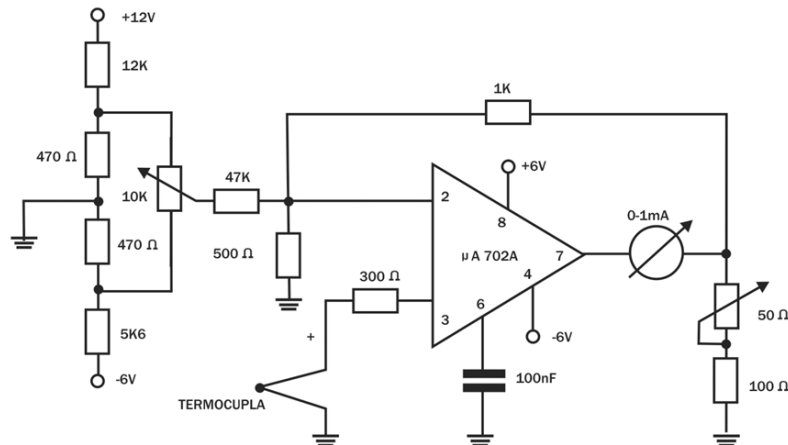 +12V
12K
1K
470 Ω
10K
47K
+6V
0-1mA
2
8
470 Ω
500 Ω
μA 702A
7
300 Ω
4
6
50 Ω
5K6
3
+
-6V
-6V
100nF
100 Ω
TERMOCUPLA